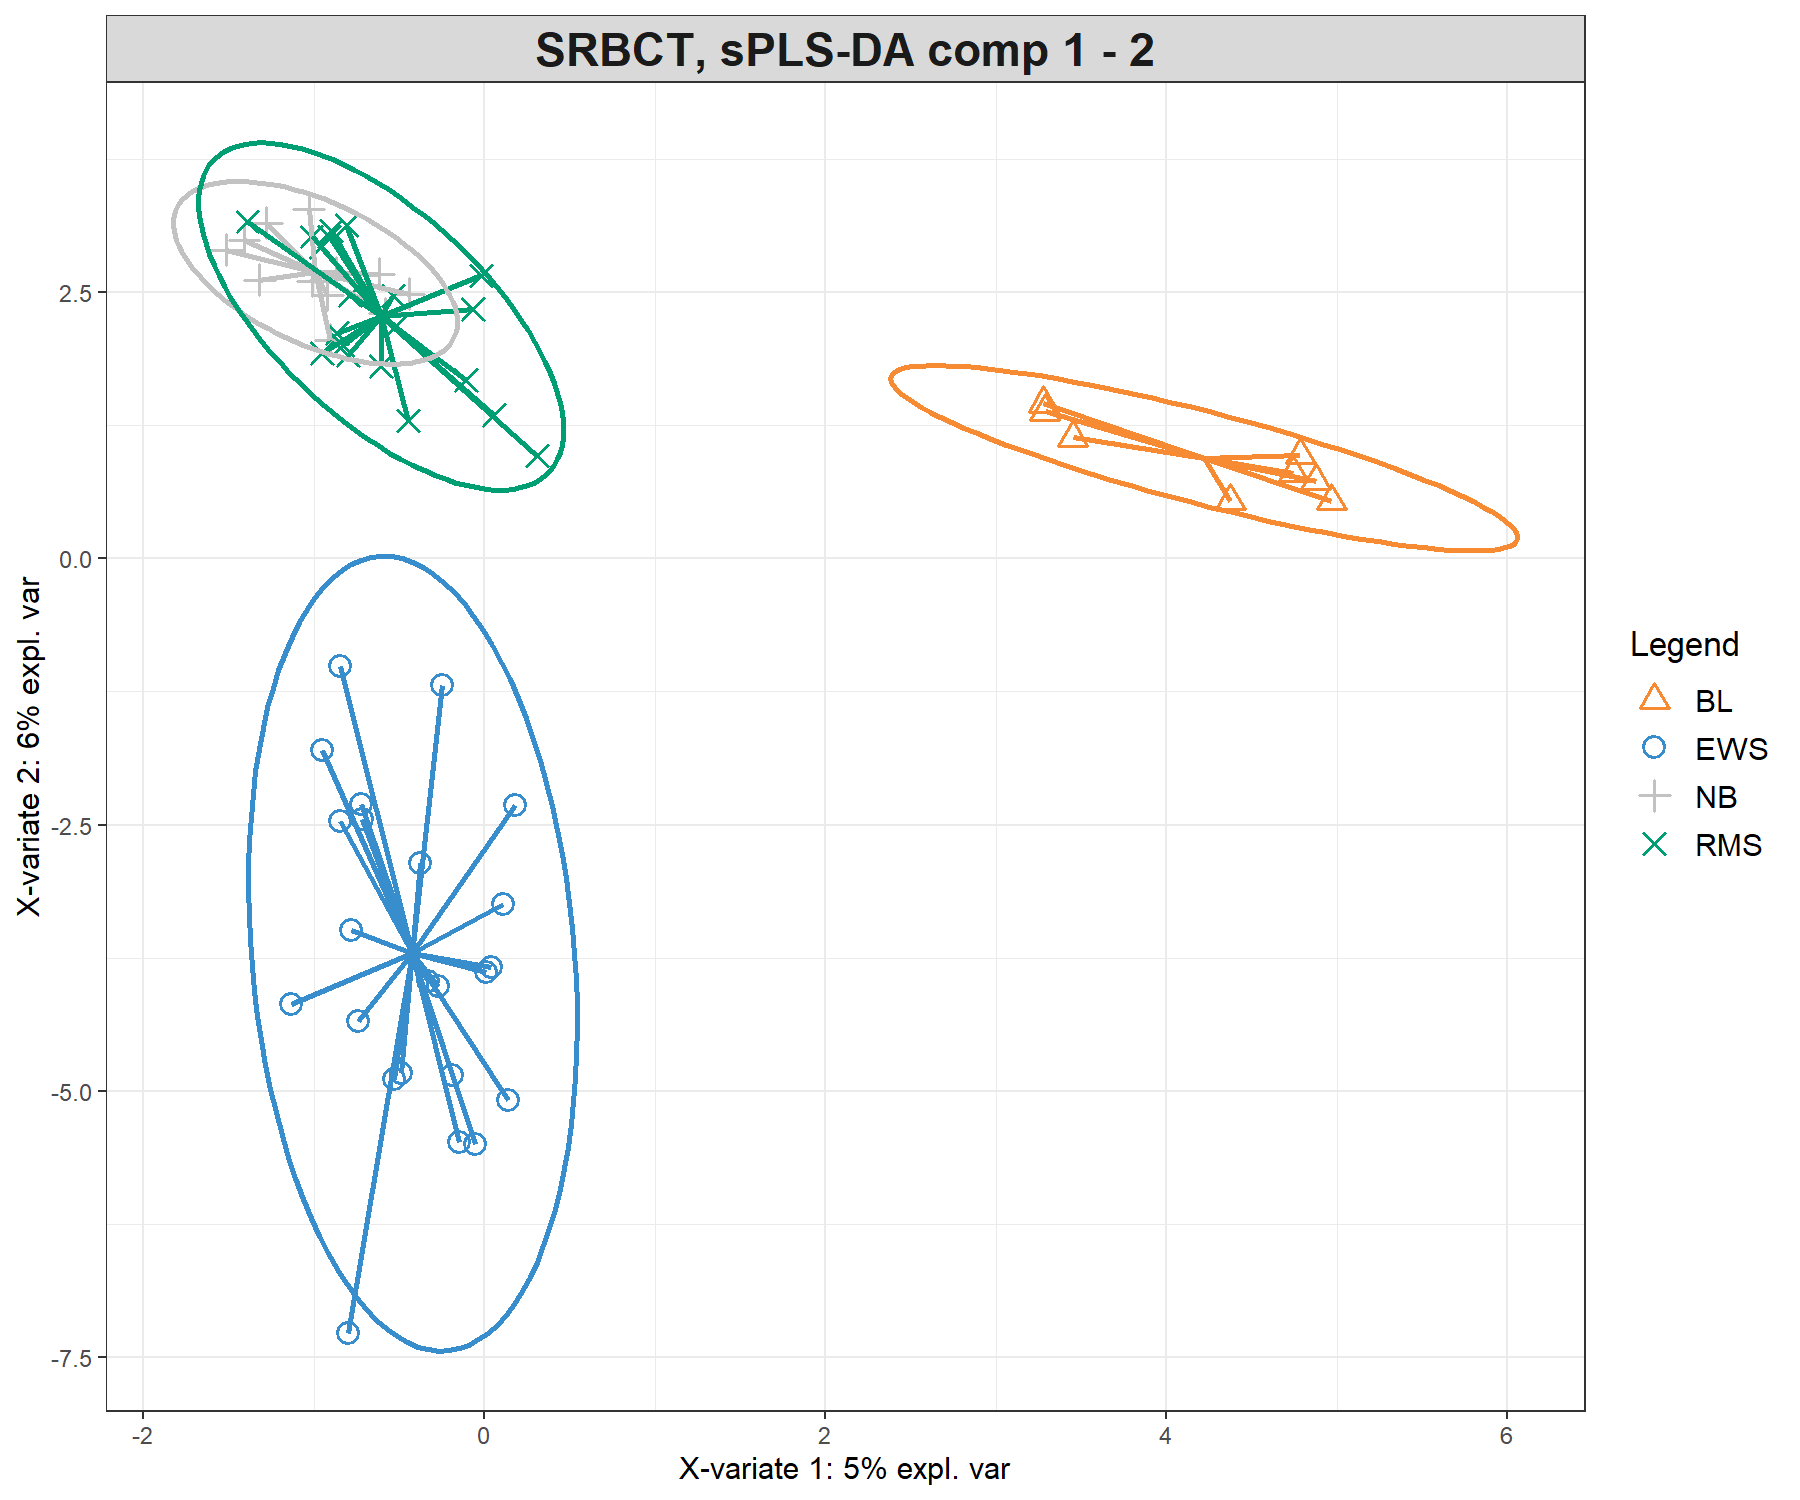 SRBCT, sPLS-DA comp 1 - 2
X-variate 2: 6% expl. var
2.5
0.0
-2.5
-5.0
-7.5
-2
0
2
4
6
X-variate 1: 5% expl. var
Legend
BL
EWS
NB
RMS